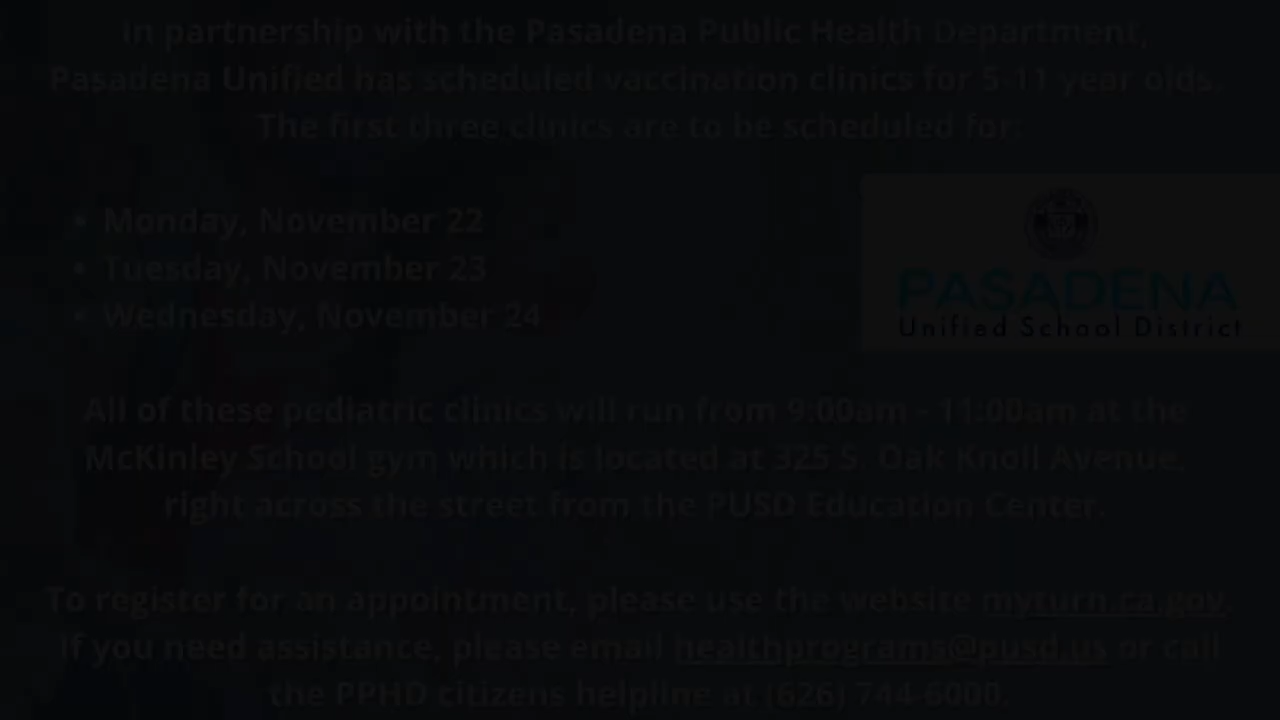 In partnership with the Pasadena Public Health Department,
Pasadena Unified has scheduled vaccination clinics for 5-11 year olds.
The first three clinics are to be scheduled for:
• Monday, November 22
• Tuesday, November 23
• Wednesday, November 24
PASADENA
Unified School District
All of these pediatric clinics will run from 9:00am - 11:00am at the
McKinley School gym which is located at 325 S. Oak Knoll Avenue,
right across the street from the PUSD Education Center.
To register for an appointment, please use the website myturn.ca.gov.
If you need assistance, please email healthprograms@pusd.us or call
the PPHD citizens helpline at (626) 744-6000.